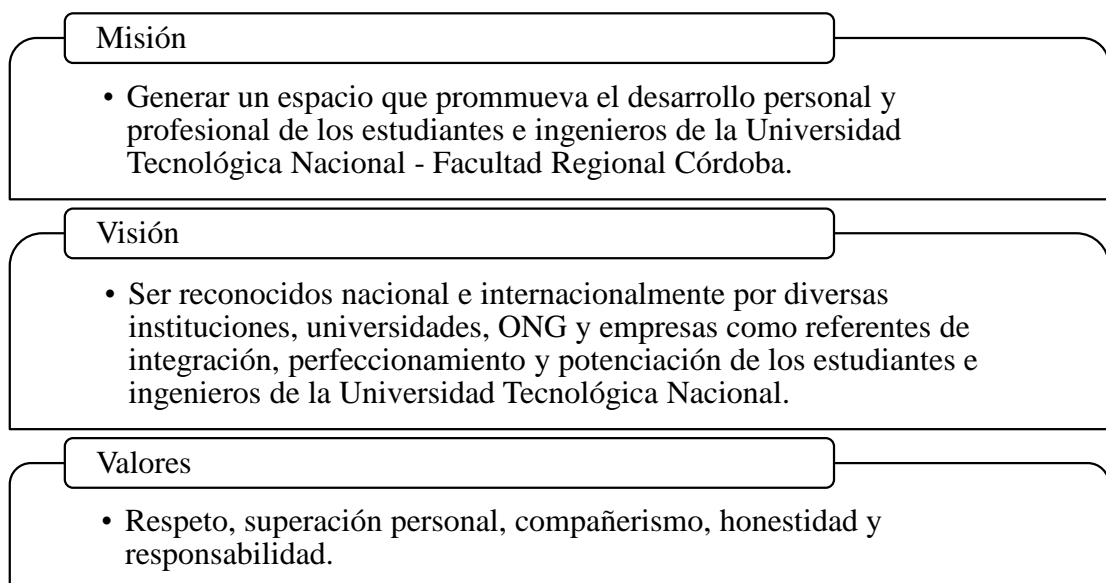 Misión
• Generar un espacio que prommueva el desarrollo personal y
profesional de los estudiantes e ingenieros de la Universidad
Tecnológica Nacional - Facultad Regional Córdoba.
Visión
• Ser reconocidos nacional e internacionalmente por diversas
instituciones, universidades, ONG y empresas como referentes de
integración, perfeccionamiento y potenciación de los estudiantes e
ingenieros de la Universidad Tecnológica Nacional.
Valores
• Respeto, superación personal, compañerismo, honestidad y
responsabilidad.